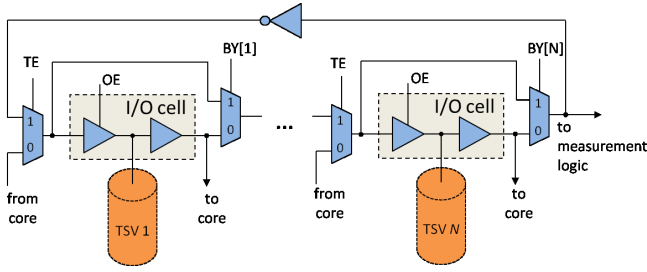 TE
BY[1]
TE
BY[N]
OE
OE
I/O cell
I/O cell
1
0
1
0
...
1
0
1
0
to
measurement
logic
from
core
to
core
from
core
to
core
TSV 1
TSV N